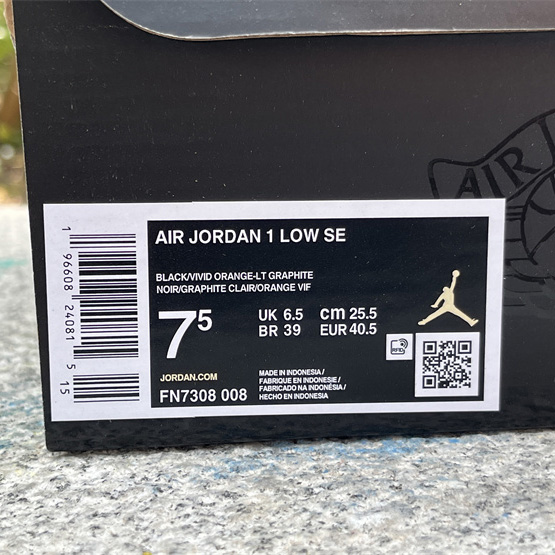 AIR J
1 96608 24081 5 15
AIR JORDAN 1 LOW SE
BLACK/VIVID ORANGE-LT GRAPHITE
NOIR/GRAPHITE CLAIR/ORANGE VIF
7⁵
UK 6.5 cm 25.5
BR 39 EUR 40.5
RFID
JORDAN.COM
FN7308 008
MADE IN INDONESIA /
FABRIQUE EN INDONESIE /
FABRICADO NA INDONÉSIA /
HECHO EN INDONESIA